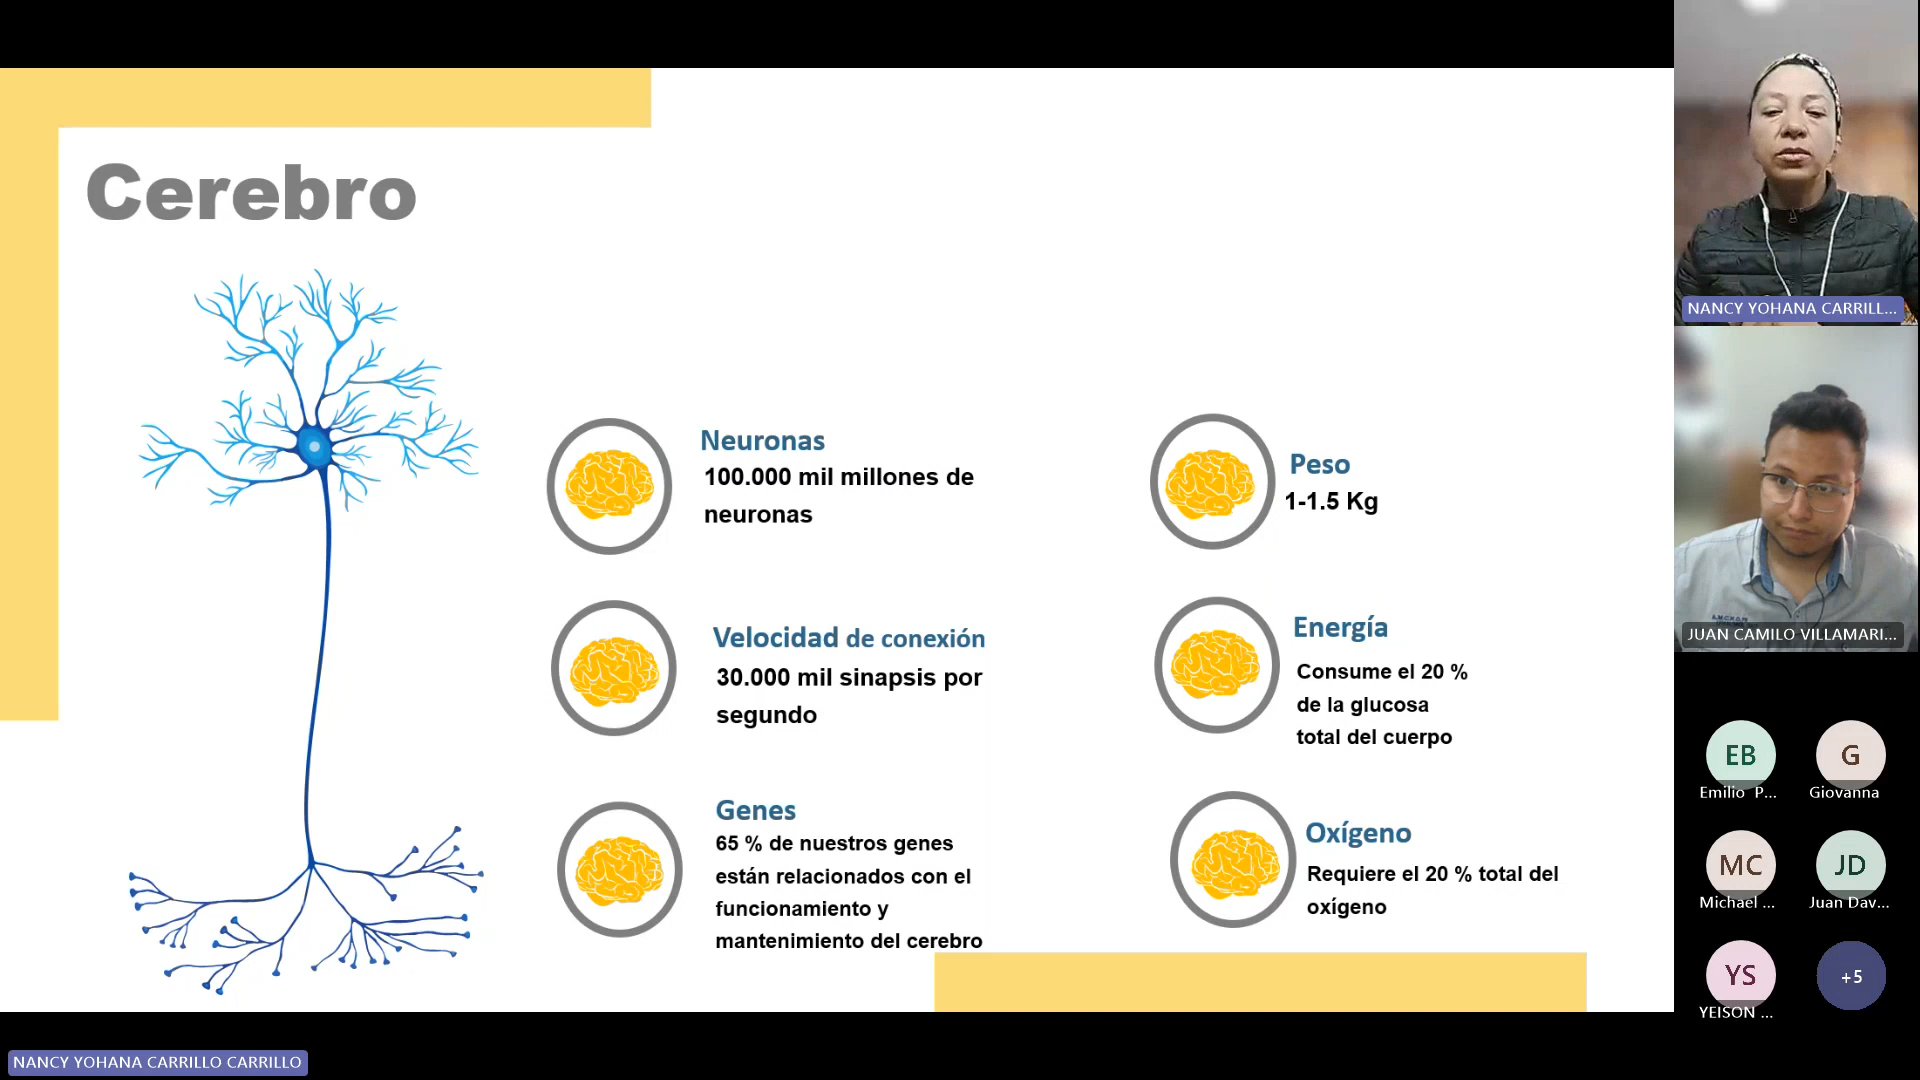 Cerebro
Neuronas
100.000 mil millones de
neuronas
Velocidad de conexión
30.000 mil sinapsis por
segundo
Genes
65 % de nuestros genes
están relacionados con el
funcionamiento y
mantenimiento del cerebro
Peso
1-1.5 Kg
Energía
Consume el 20 %
de la glucosa
total del cuerpo
Oxígeno
Requiere el 20 % total del
oxígeno
NANCY YOHANA CARRILL...
JUAN CAMILO VILLAMARI...
EB
Emilio P...
G
Giovanna
MC
Michael ...
JD
Juan Dav...
YS
YEISON ...
+5
NANCY YOHANA CARRILLO CARRILLO